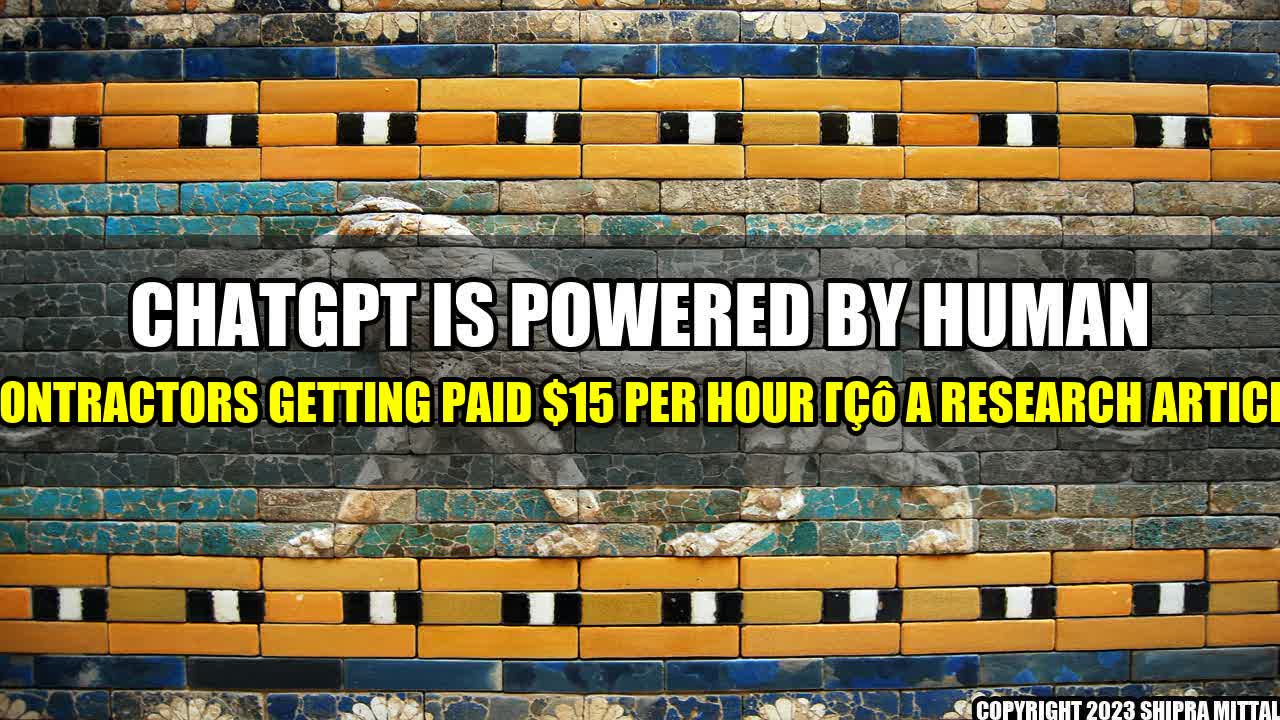 CHATGPT IS POWERED BY HUMAN
ONTRACTORS GETTING PAID $15 PER HOUR ΓÇô A RESEARCH ARTICL
COPYRIGHT 2023 SHIPRA MITTAL